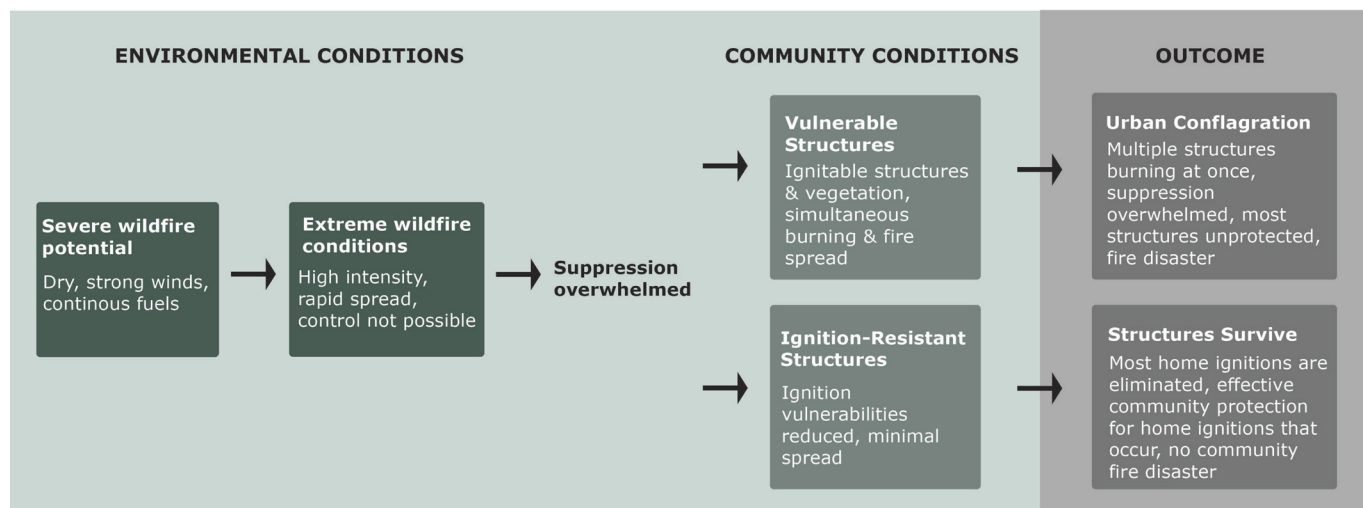 ENVIRONMENTAL CONDITIONS
COMMUNITY CONDITIONS
OUTCOME
Severe wildfire
potential
Dry, strong winds,
continous fuels
Extreme wildfire
conditions
High intensity,
rapid spread,
control not possible
Suppression
overwhelmed
Vulnerable
Structures
Ignitable structures
& vegetation,
simultaneous
burning & fire
spread
Urban Conflagration
Multiple structures
burning at once,
suppression
overwhelmed, most
structures unprotected,
fire disaster
Ignition-Resistant
Structures
Ignition
vulnerabilities
reduced, minimal
spread
Structures Survive
Most home ignitions are
eliminated, effective
community protection
for home ignitions that
occur, no community
fire disaster